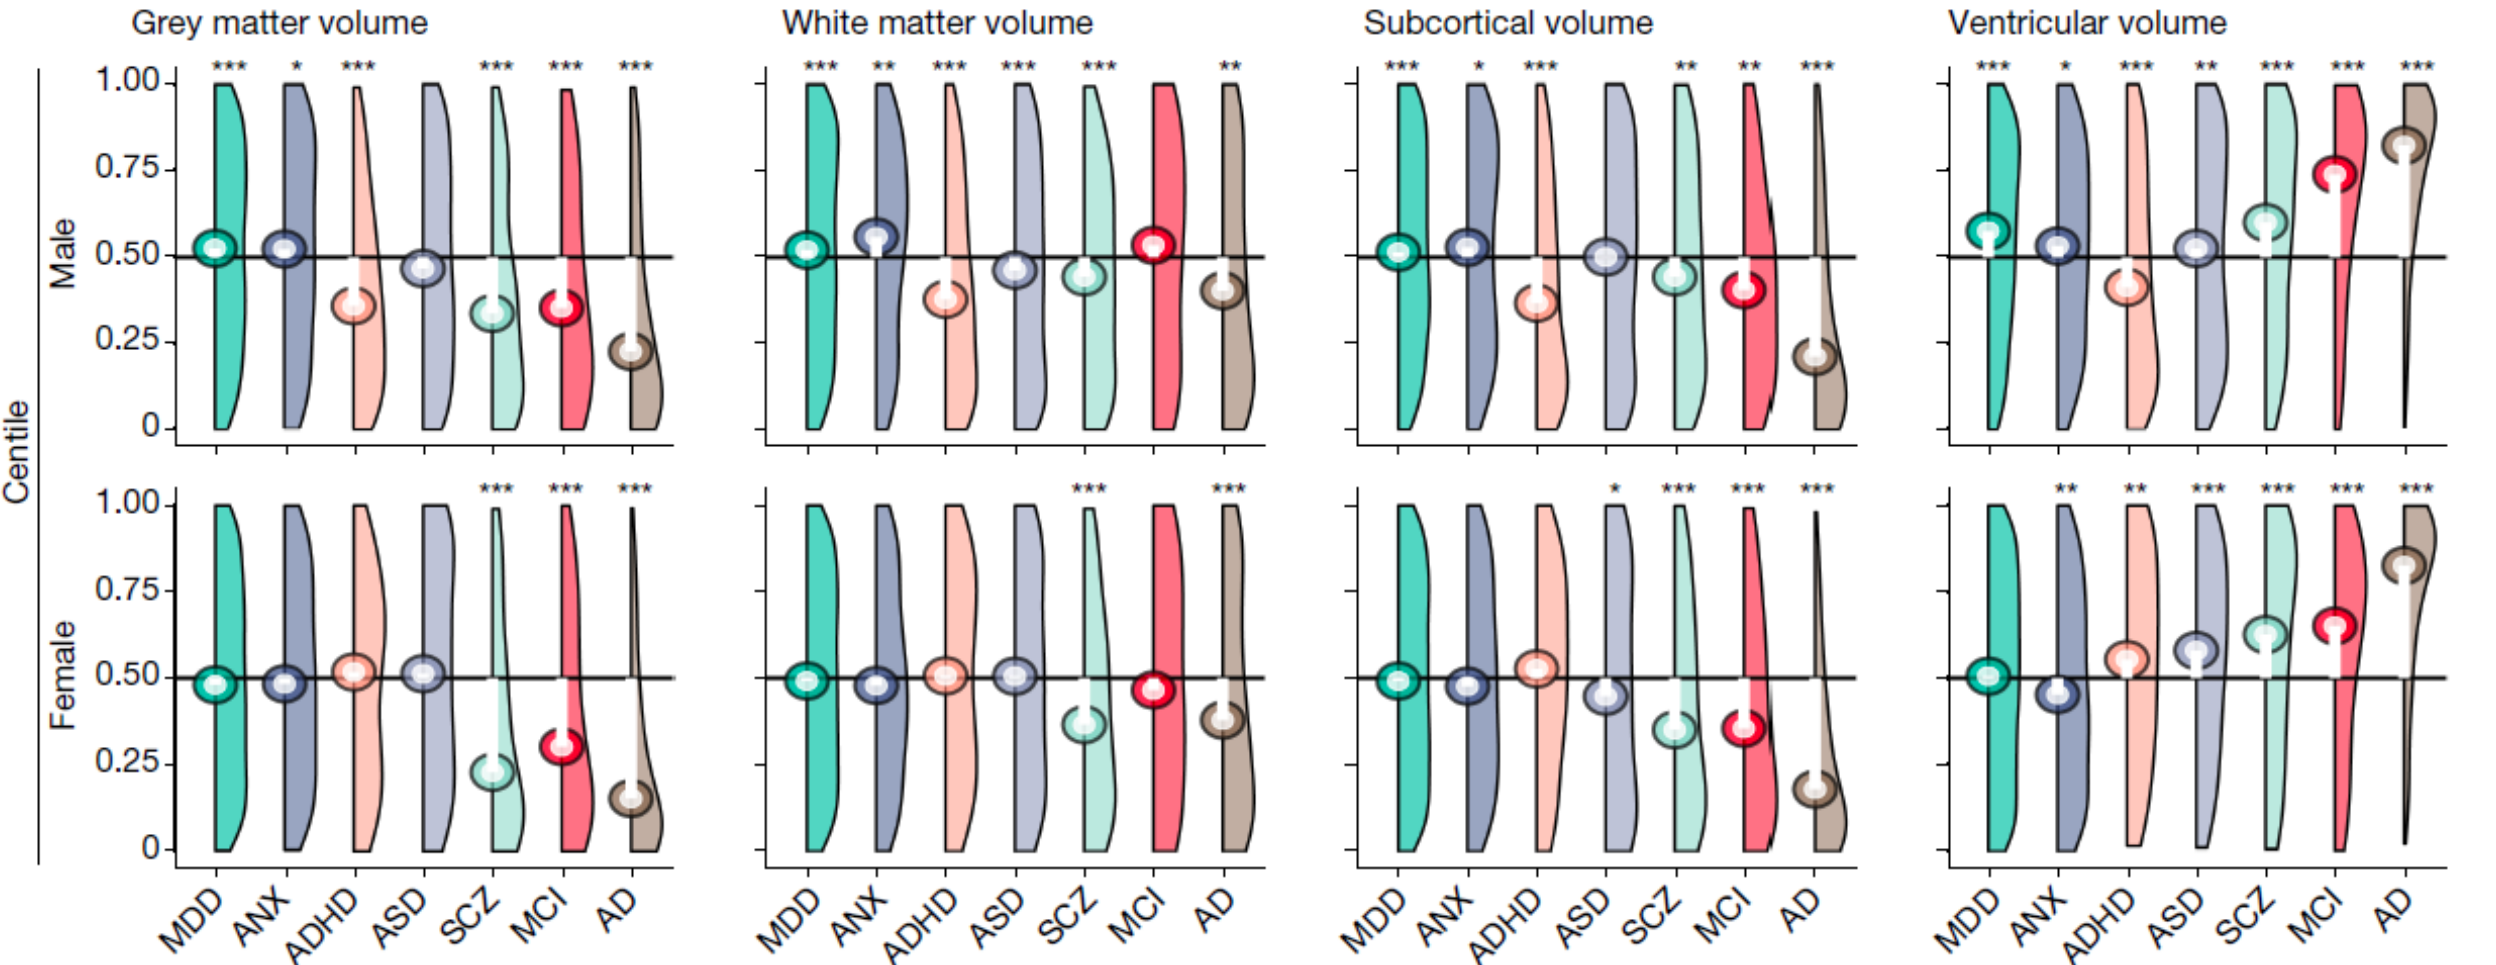 Grey matter volume
White matter volume
Subcortical volume
Ventricular volume
*** * *** *** *** ***
*** ** *** *** *** **
*** * *** ** ** ***
*** * *** ** *** *** ***
1.00
0.75
0.50
0.25
0
Male
Centile
*** *** ***
*** ***
* *** *** ***
** ** *** *** *** ***
1.00
0.75
0.50
0.25
0
Female
MDD ANX ADHD ASD SCZ MCI AD
MDD ANX ADHD ASD SCZ MCI AD
MDD ANX ADHD ASD SCZ MCI AD
MDD ANX ADHD ASD SCZ MCI AD